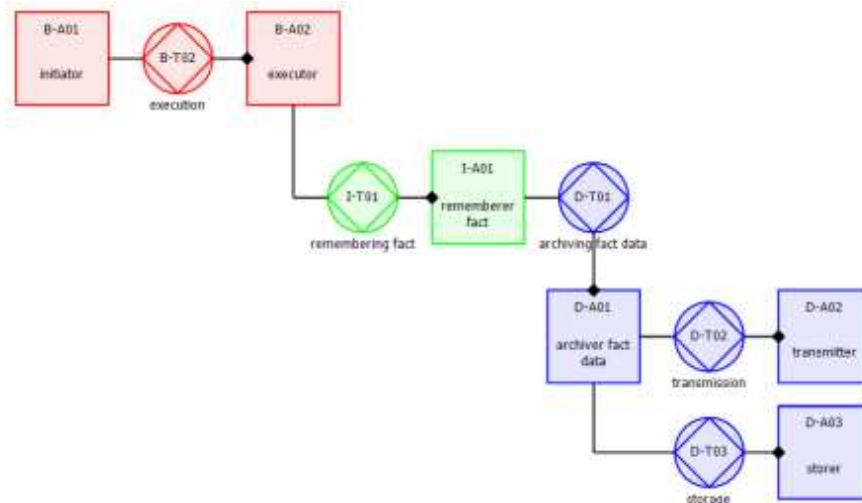 B-A01
initiator
B-T02
execution
B-A02
executor
I-T01
remembering fact
I-A01
rememberer
fact
D-T01
archiving fact data
D-A01
archiver fact
data
D-T02
transmission
D-A02
transmitter
D-T03
storage
D-A03
storer